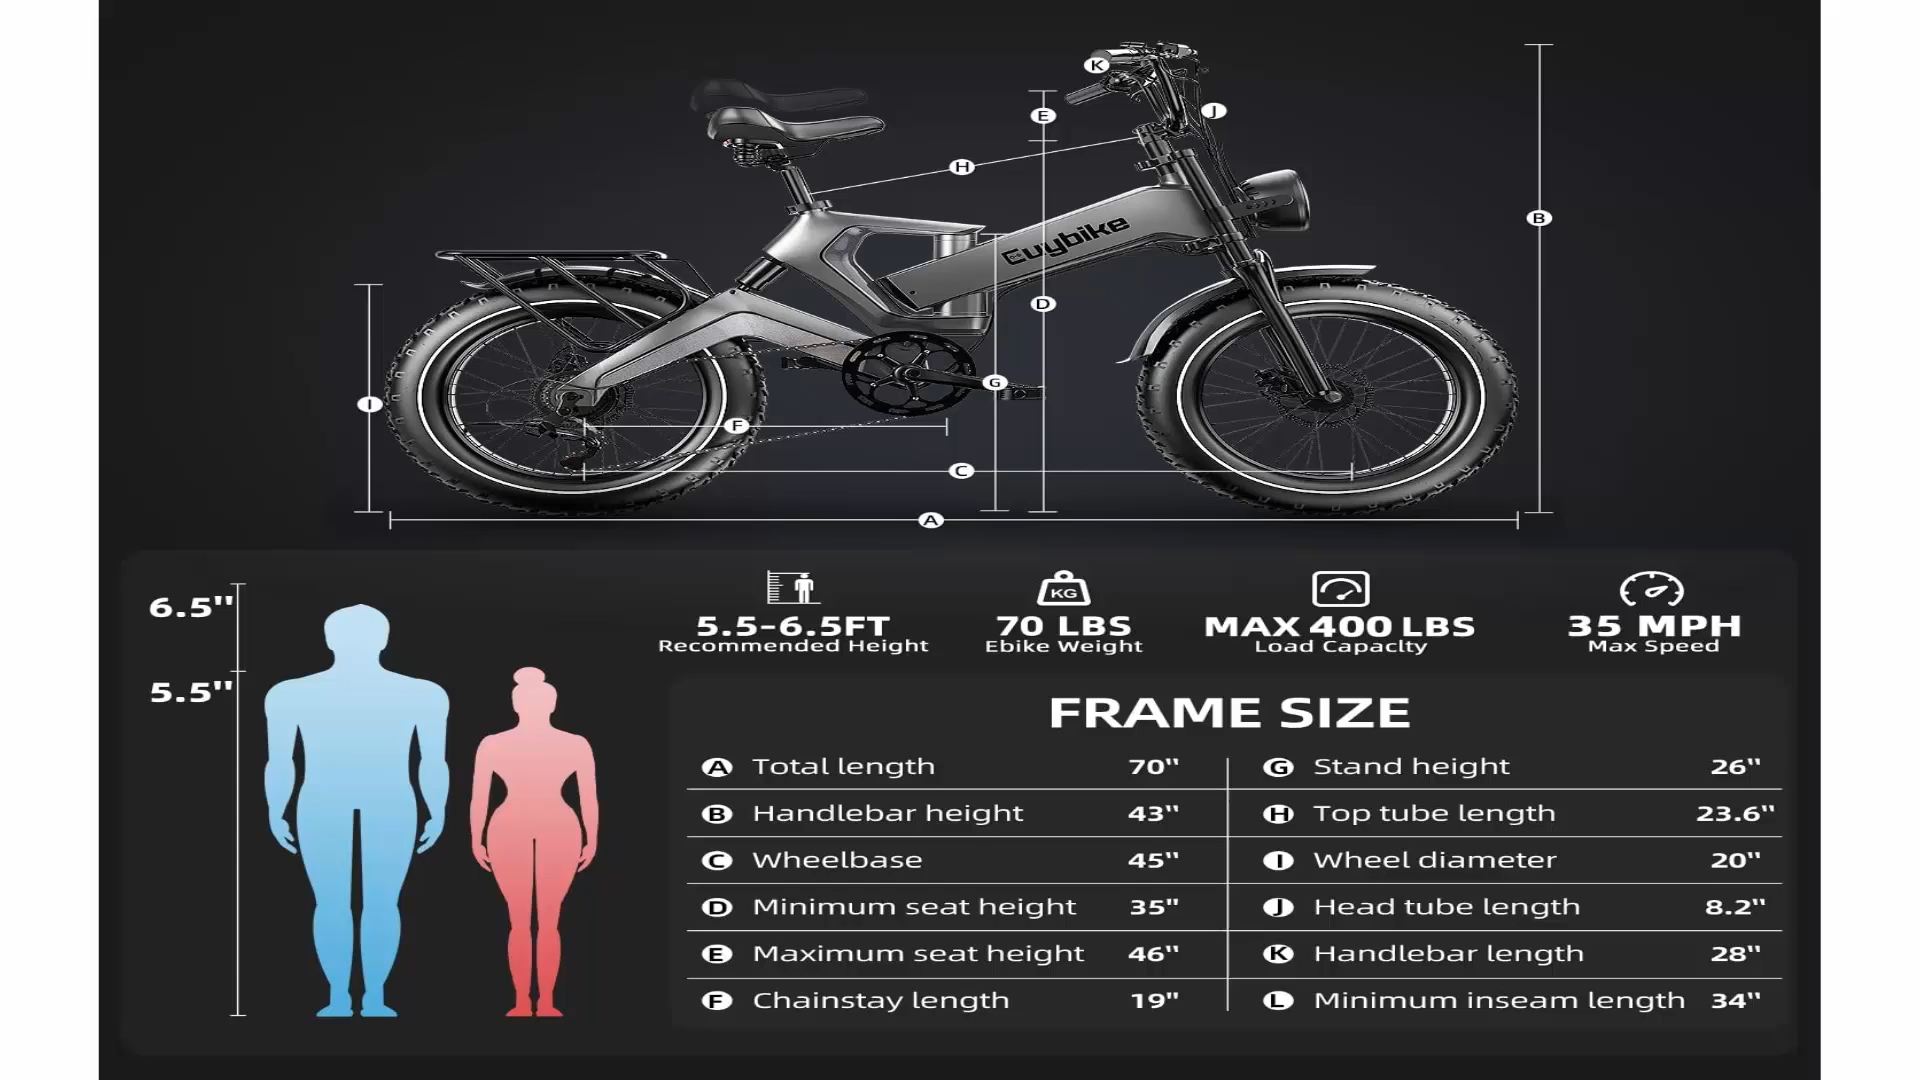 K
E
J
H
B
Euybike
D
G
I
F
C
A
6.5"
5.5"
KG
5.5-6.5FT
Recommended Height
70 LBS
Ebike Weight
MAX 400 LBS
Load Capacity
35 MPH
Max Speed
FRAME SIZE
A Total length 70"
B Handlebar height 43"
C Wheelbase 45"
D Minimum seat height 35"
E Maximum seat height 46"
F Chainstay length 19"
G Stand height 26"
H Top tube length 23.6"
I Wheel diameter 20"
J Head tube length 8.2"
K Handlebar length 28"
L Minimum inseam length 34"